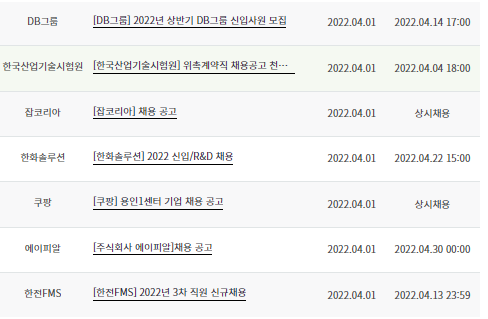 DB그룹 [DB그룹] 2022년 상반기 DB그룹 신입사원 모집 2022.04.01 2022.04.14 17:00
한국산업기술시험원 [한국산업기술시험원] 위촉계약직 채용공고 천··· 2022.04.01 2022.04.04 18:00
잡코리아 [잡코리아] 채용 공고 2022.04.01 상시채용
한화솔루션 [한화솔루션] 2022 신입/R&D 채용 2022.04.01 2022.04.22 15:00
쿠팡 [쿠팡] 용인1센터 기업 채용 공고 2022.04.01 상시채용
에이피알 [주식회사 에이피알]채용 공고 2022.04.01 2022.04.30 00:00
한전FMS [한전FMS] 2022년 3차 직원 신규채용 2022.04.01 2022.04.13 23:59